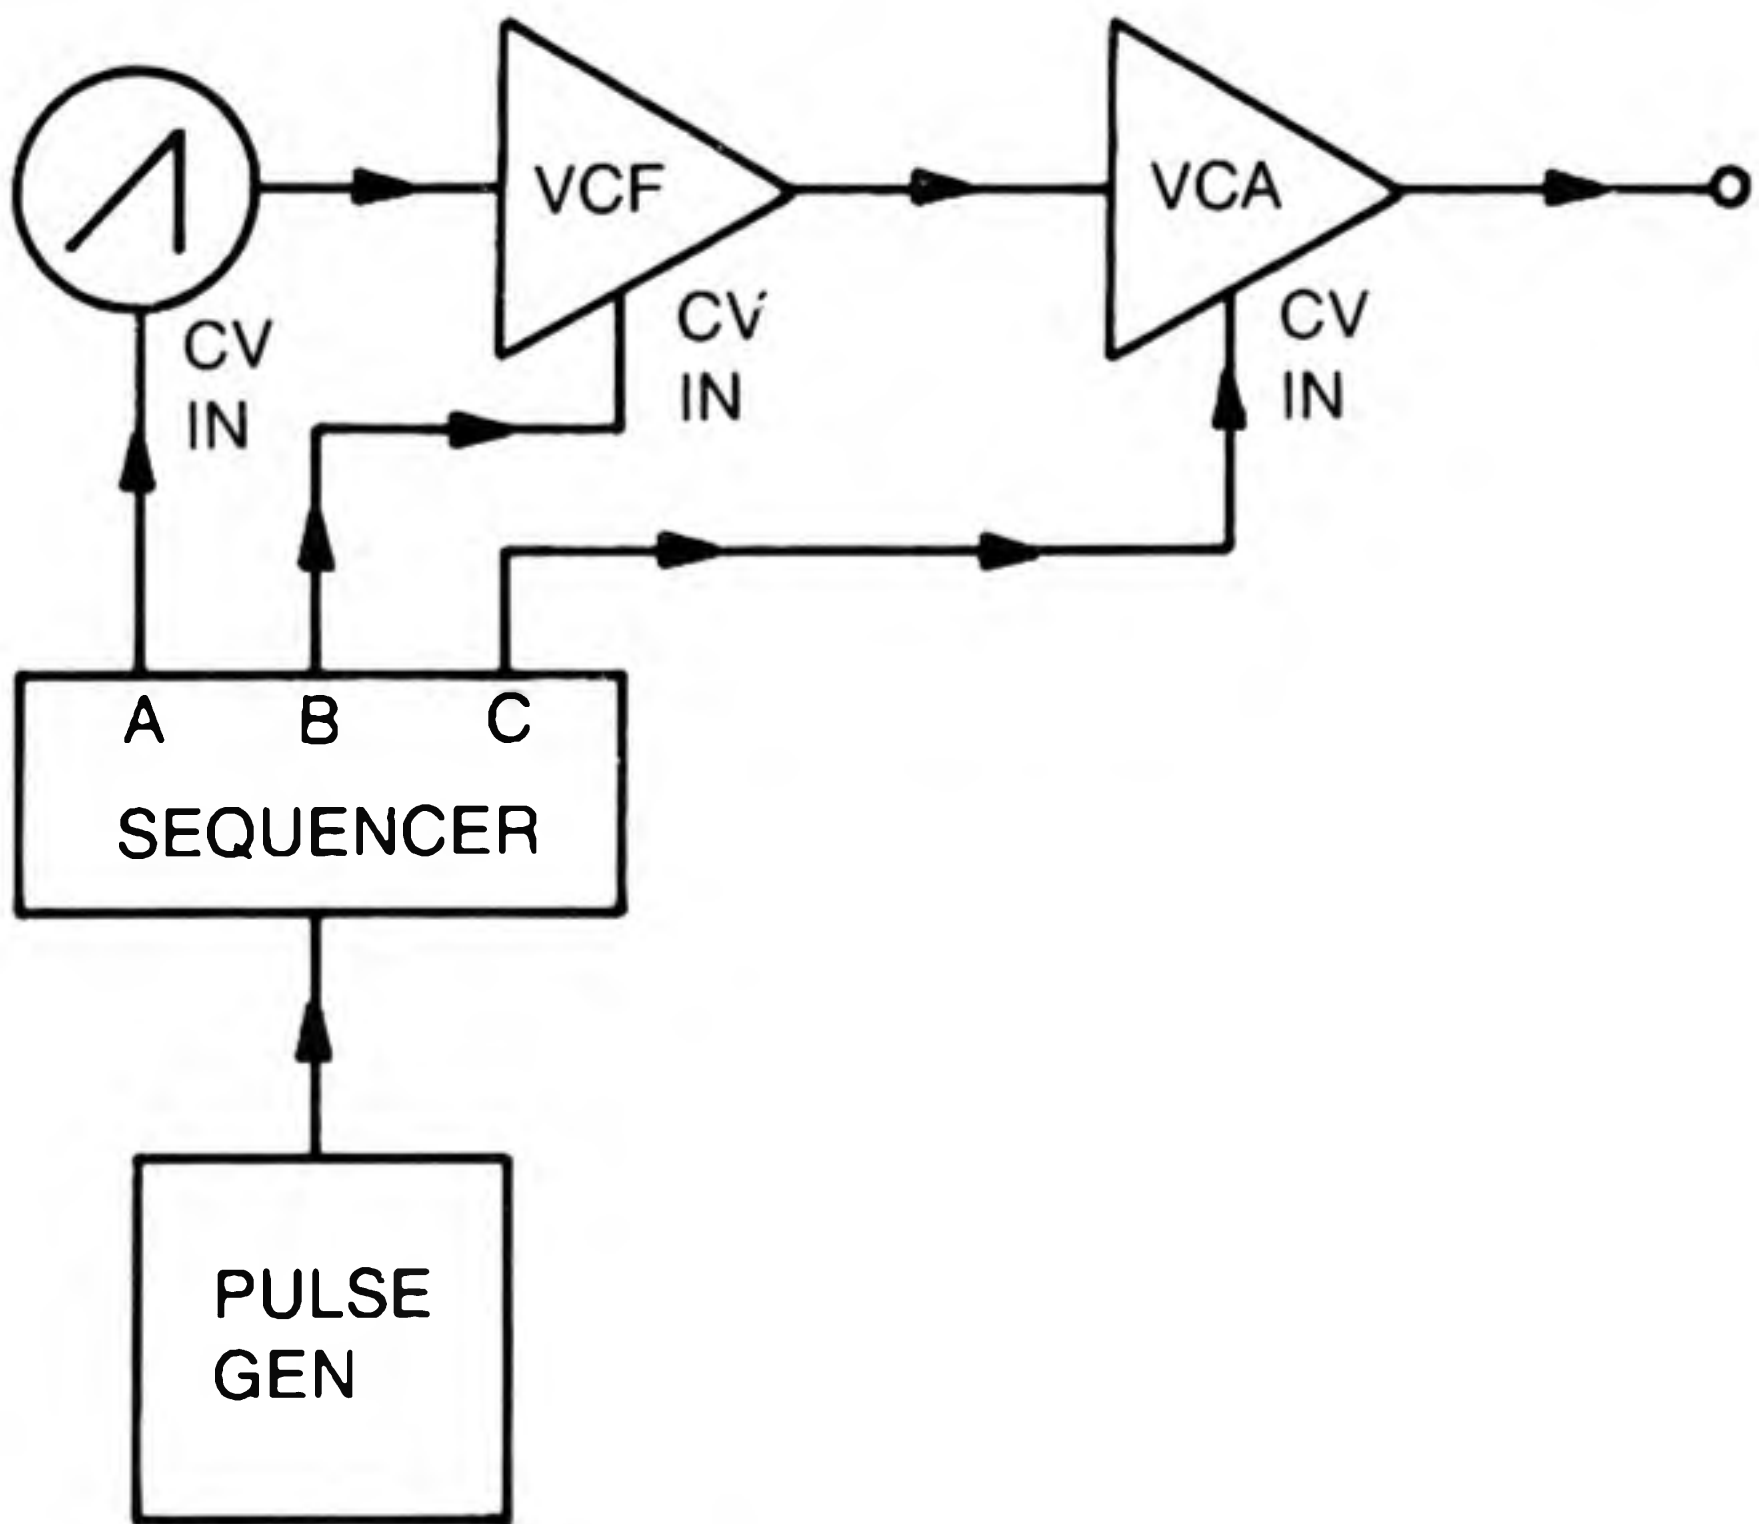 VCF
VCA
CV
IN
CV
IN
CV
IN
A B C
SEQUENCER
PULSE
GEN